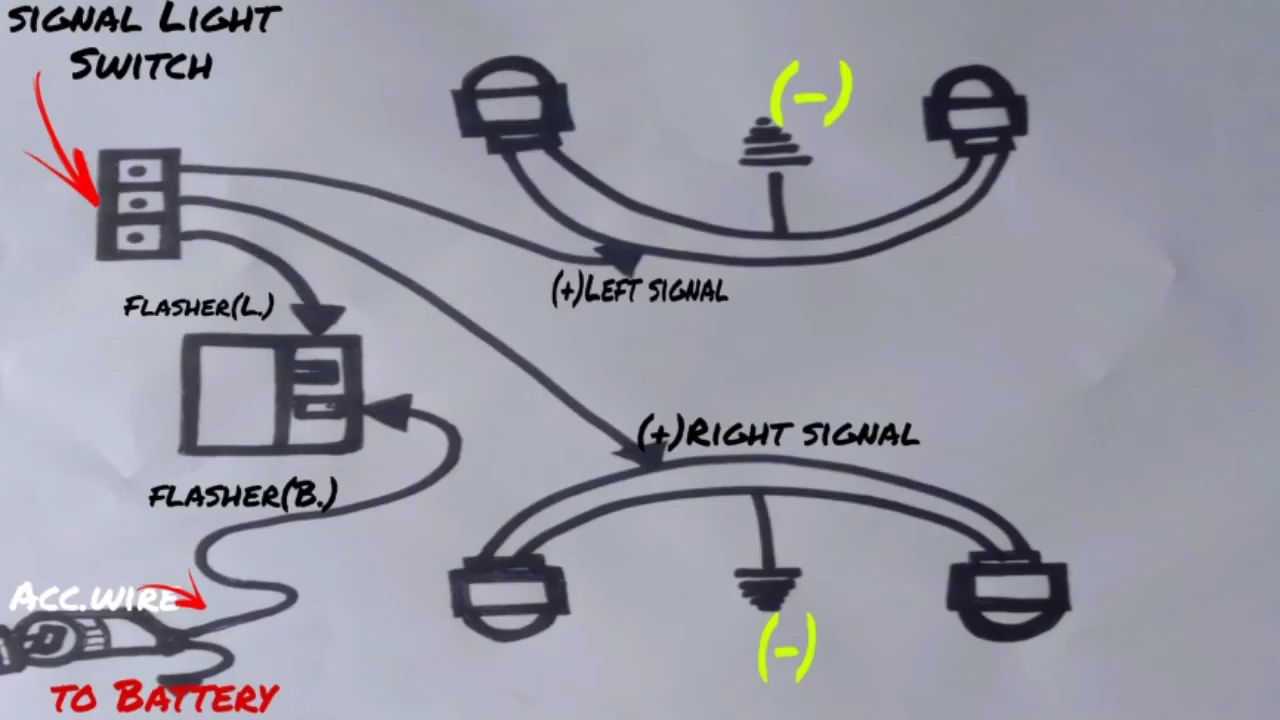 SIGNAL LIGHT
SWITCH
(-)
(+)LEFT SIGNAL
FLASHER(L.)
(+)RIGHT SIGNAL
FLASHER(B.)
ACC.WIRE
(-)
TO BATTERY